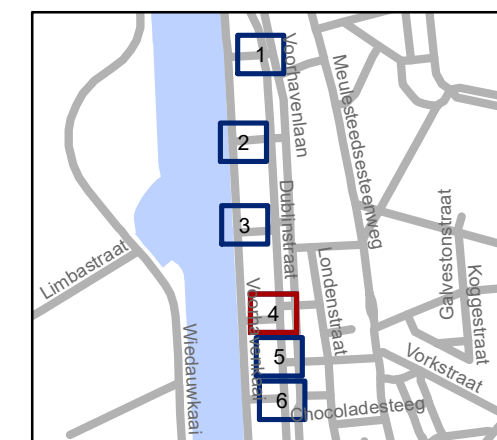 1
Voorhavenlaan
Meulesteedsesteenweg
2
Dublinstraat
3
Galvestonstraat
Limbastraat
Londenstraat
Koggestraat
Voorhavenkaai
4
Wiedauwkaai
5
Vorkstraat
6
Chocoladesteeg